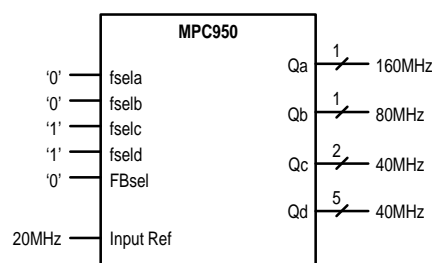 MPC950
'0' fsela
'0' fselb
'1' fselc
'1' fseld
'0' FBsel
20MHz Input Ref
Qa 1 160MHz
Qb 1 80MHz
Qc 2 40MHz
Qd 5 40MHz